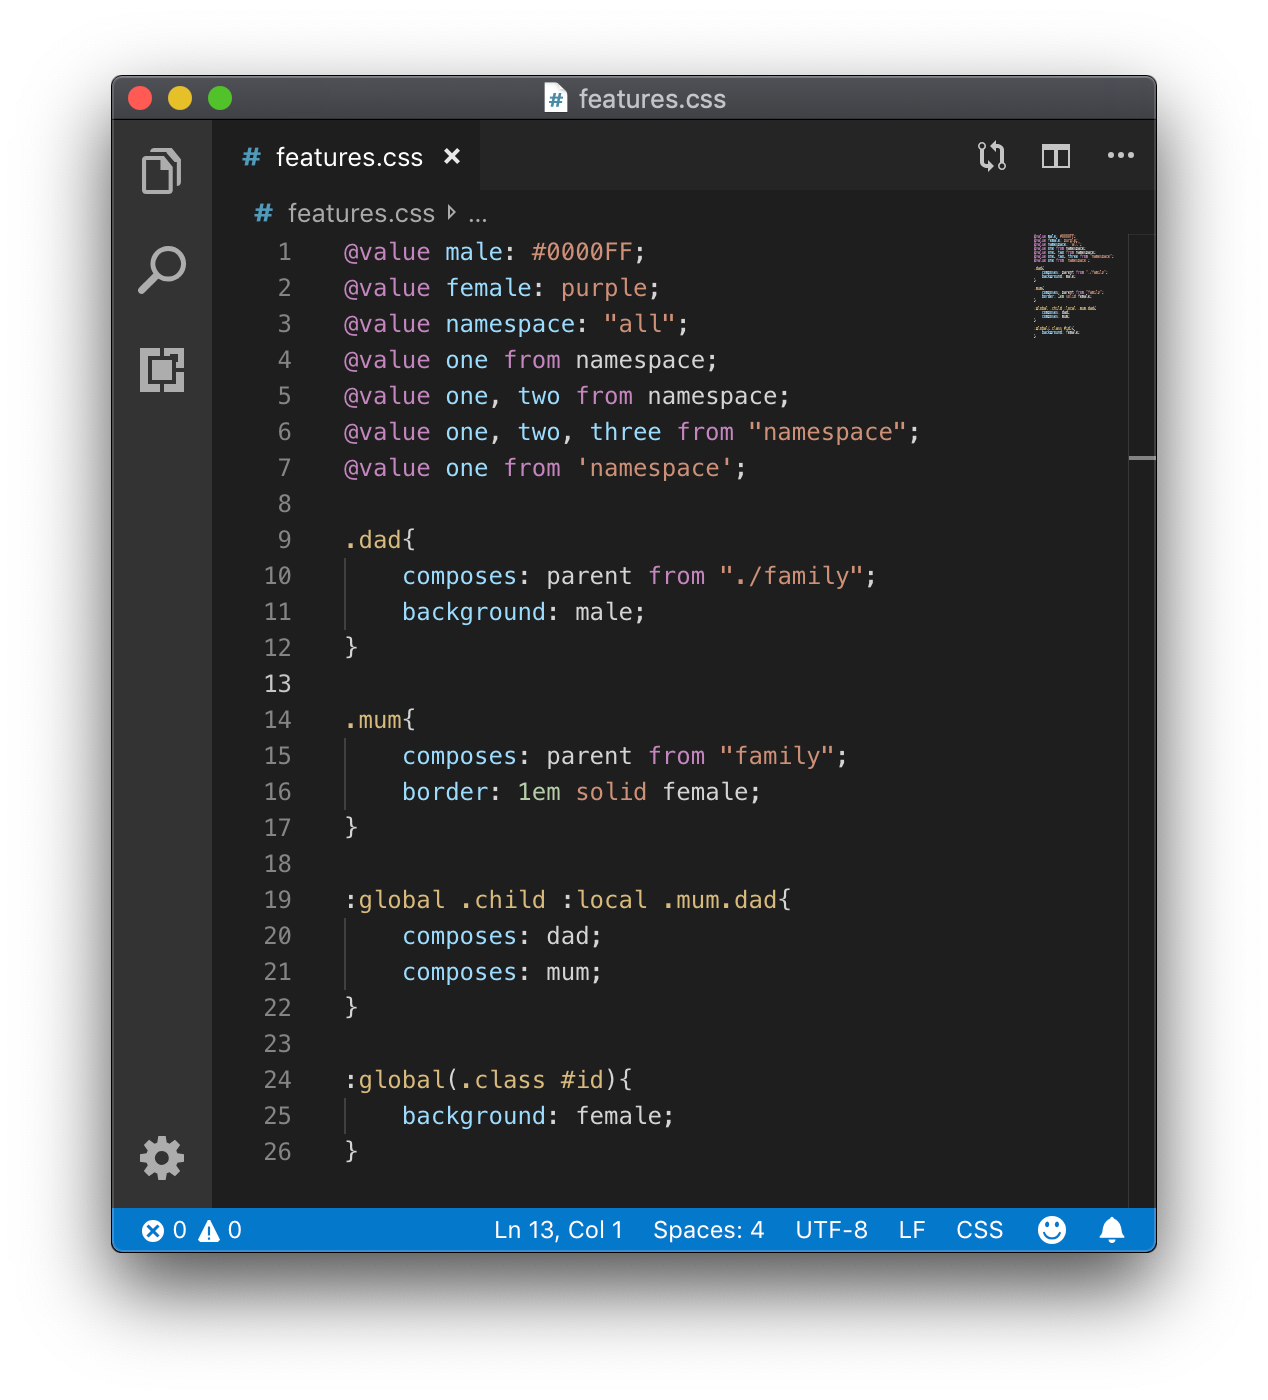 features.css
# features.css ×
# features.css ...
1 @value male: #0000FF;
2 @value female: purple;
3 @value namespace: "all";
4 @value one from namespace;
5 @value one, two from namespace;
6 @value one, two, three from "namespace";
7 @value one from 'namespace';
8
9 .dad{
10 composes: parent from "./family";
11 background: male;
12 }
13
14 .mum{
15 composes: parent from "family";
16 border: 1em solid female;
17 }
18
19 :global .child :local .mum.dad{
20 composes: dad;
21 composes: mum;
22 }
23
24 :global(.class #id){
25 background: female;
26 }
0 0 Ln 13, Col 1 Spaces: 4 UTF-8 LF CSS